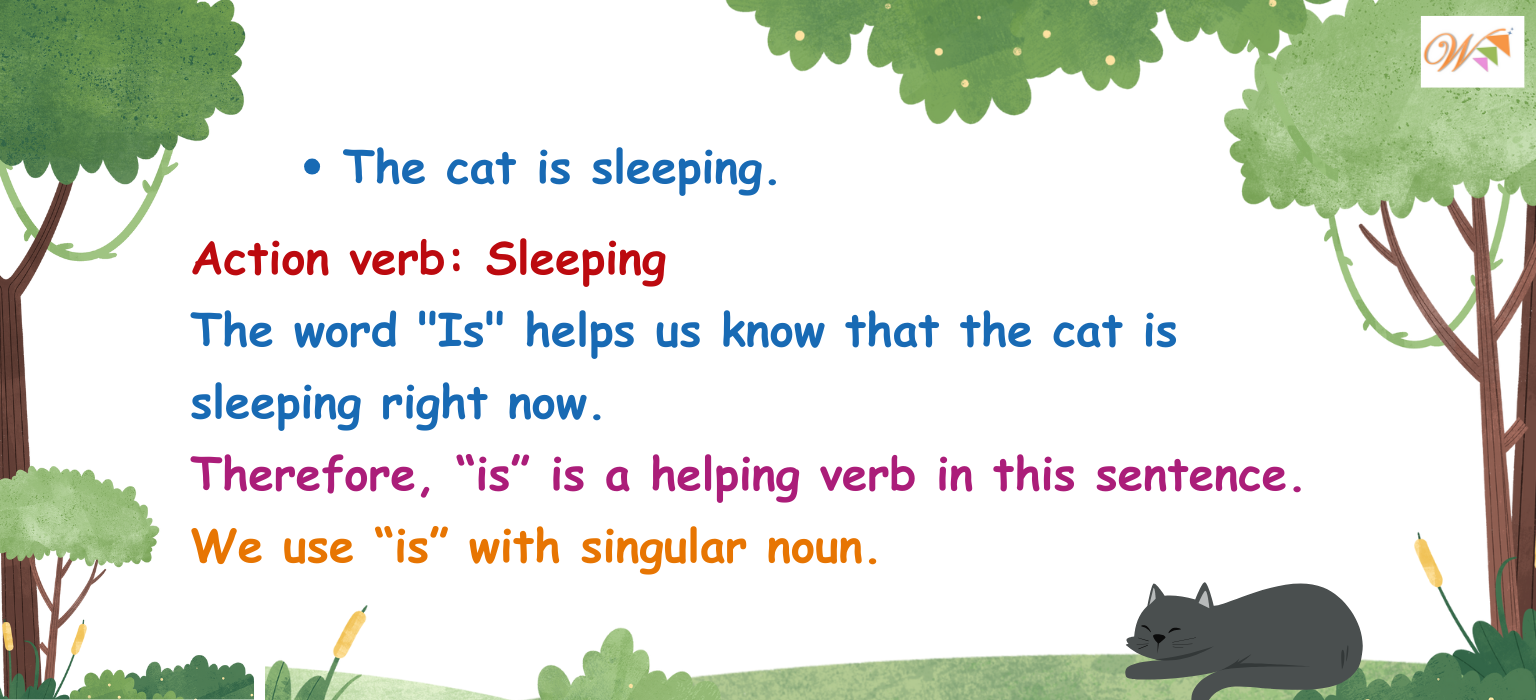 • The cat is sleeping.
Action verb: Sleeping
The word "Is" helps us know that the cat is
sleeping right now.
Therefore, “is” is a helping verb in this sentence.
We use “is” with singular noun.
W